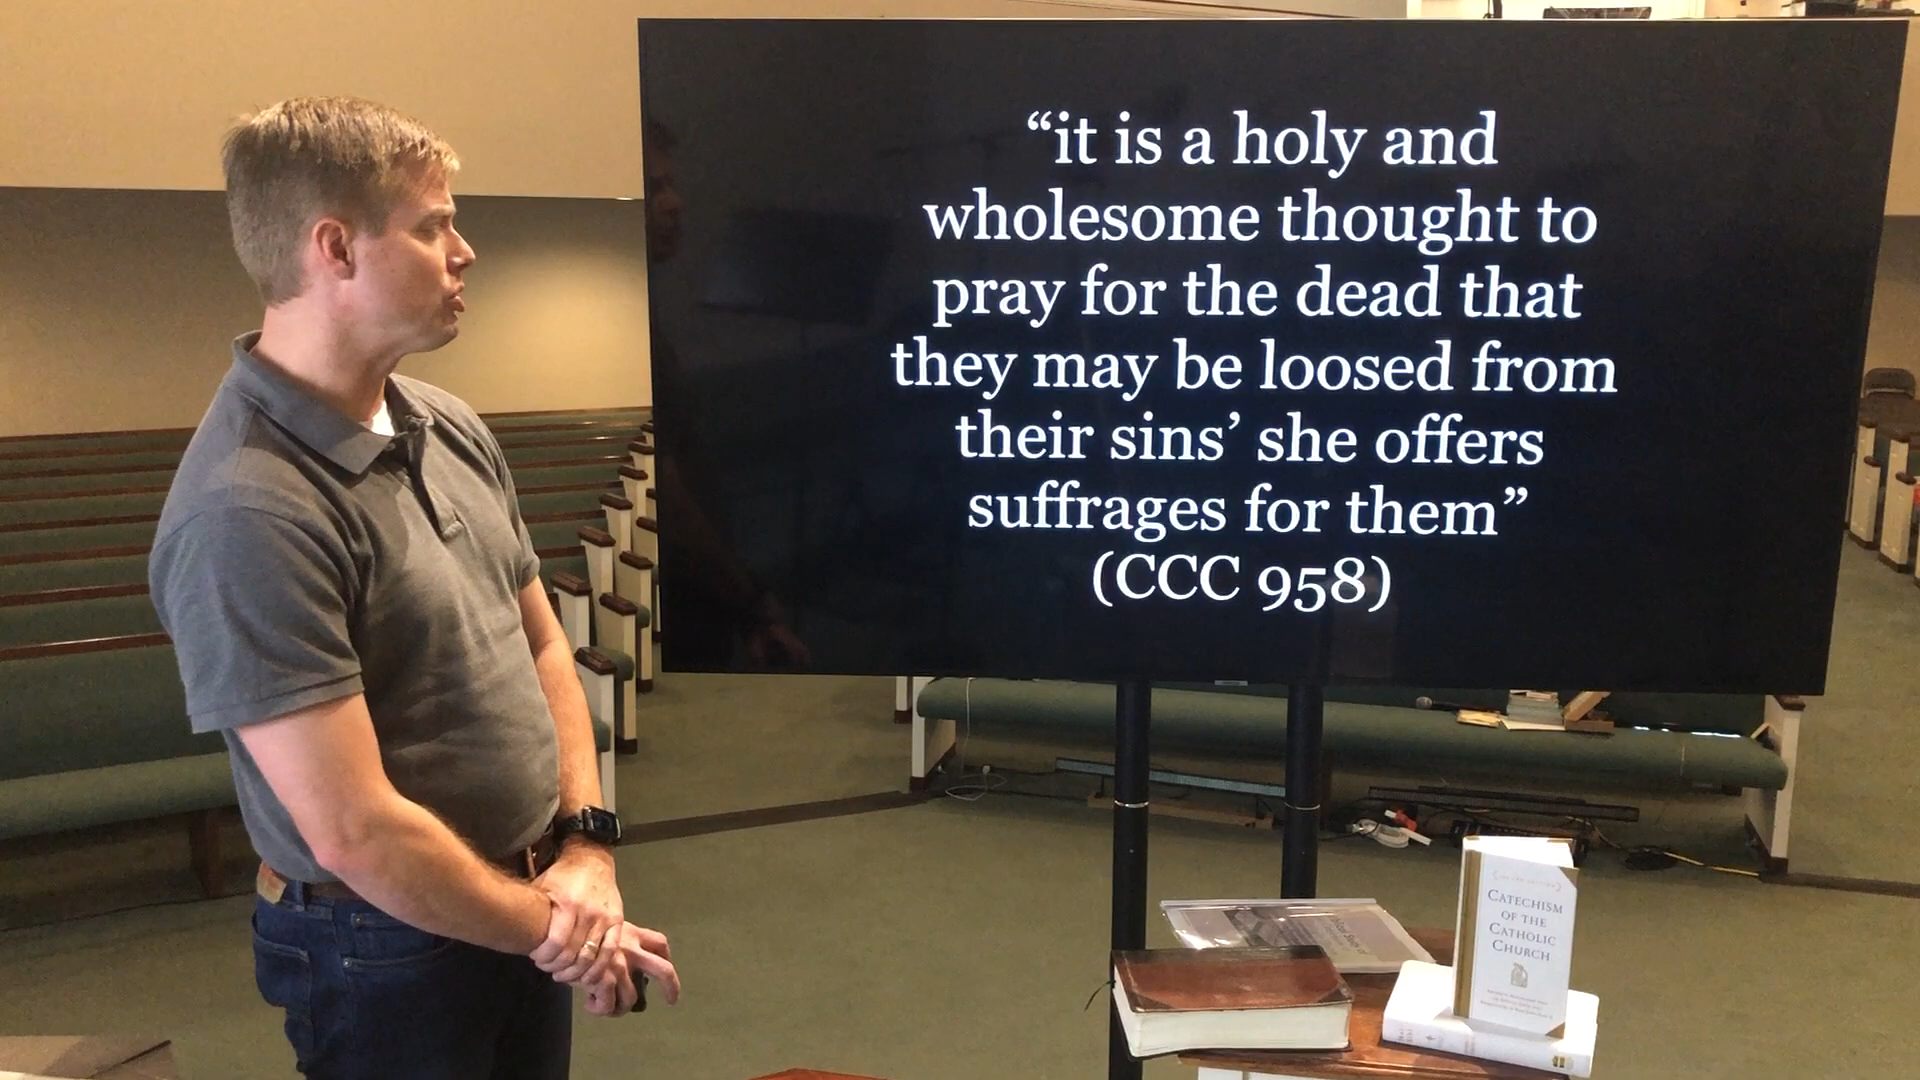 “it is a holy and
wholesome thought to
pray for the dead that
they may be loosed from
their sins’ she offers
suffrages for them”
(CCC 958)
CATECHISM
OF THE
CATHOLIC
CHURCH